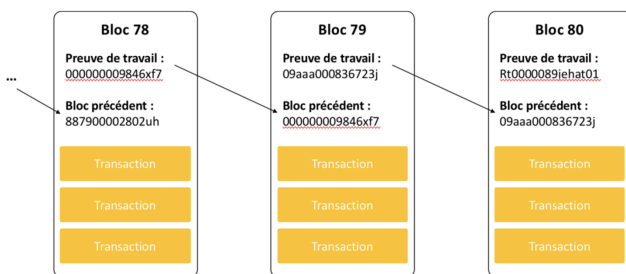 ...
Bloc 78
Preuve de travail :
000000009846xf7
Bloc précédent :
887900002802uh
Transaction
Transaction
Transaction
Bloc 79
Preuve de travail :
09aaa000836723j
Bloc précédent :
000000009846xf7
Transaction
Transaction
Transaction
Bloc 80
Preuve de travail :
Rt0000089iehat01
Bloc précédent :
09aaa000836723j
Transaction
Transaction
Transaction